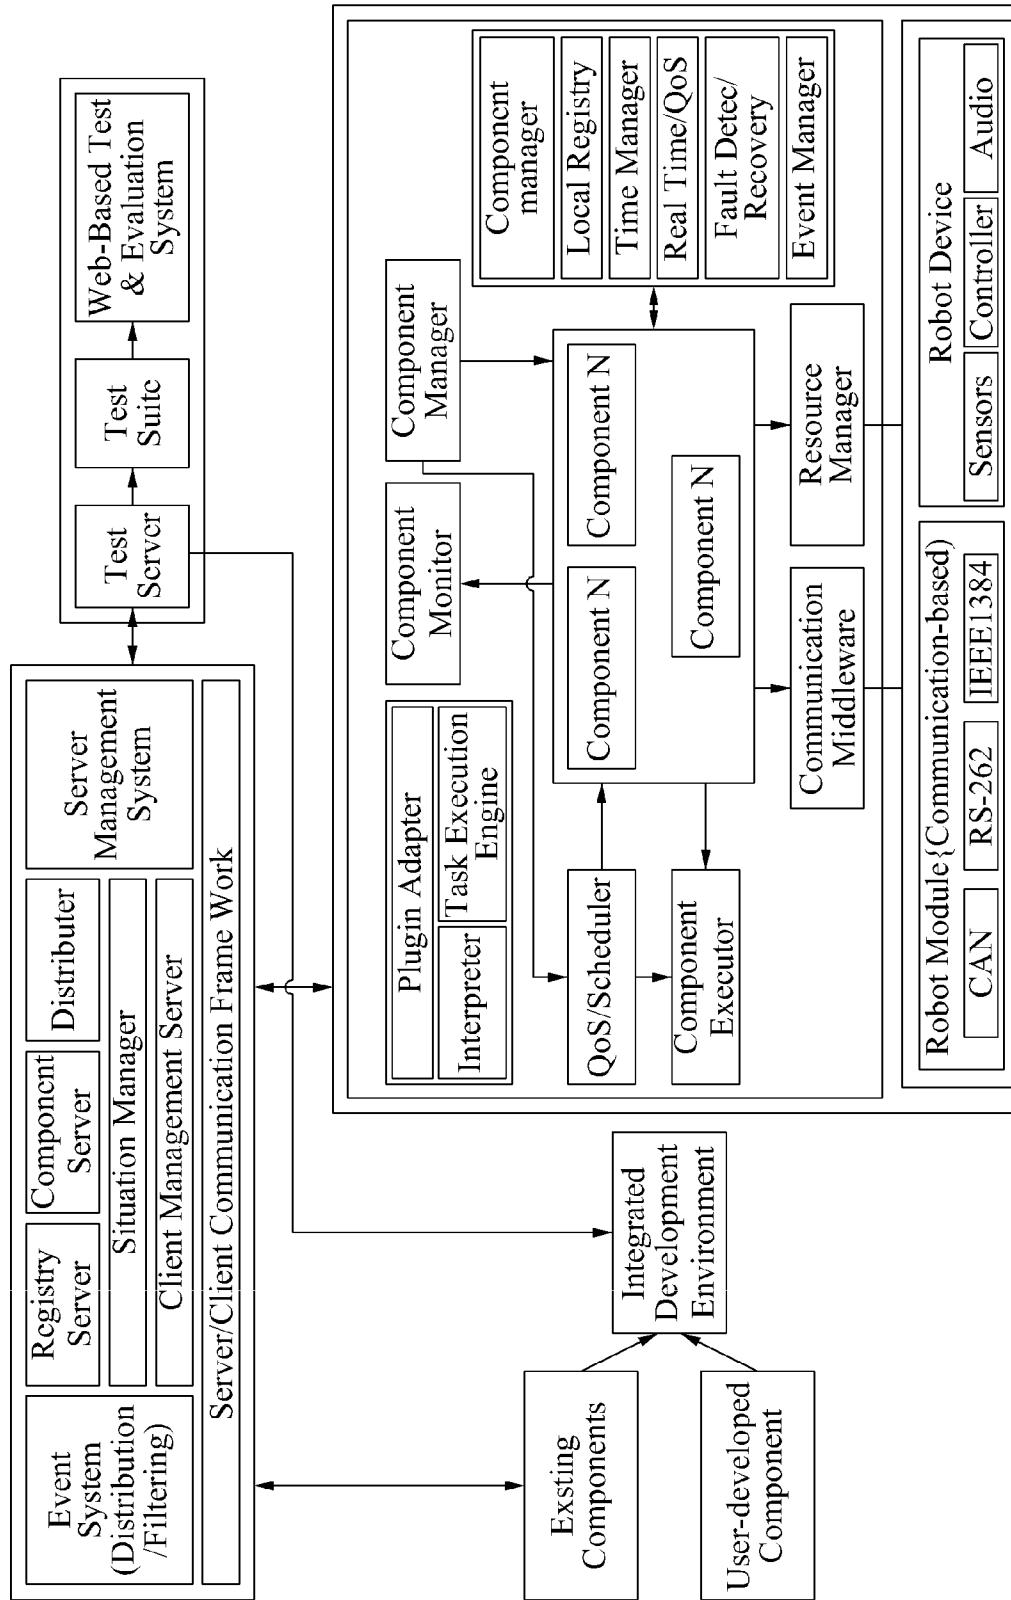 Event
System
(Distribution
/Filtering)
Registry
Server
Component
Server
Distributer
Situation Manager
Client Management Server
Server
Management
System
Server/Client Communication Frame Work
Test
Server
Test
Suite
Web-Based Test
& Evaluation
System
Exsting
Components
User-developed
Component
Integrated
Development
Environment
Plugin Adapter
Interpreter
Task Execution
Engine
Component
Monitor
Component
Manager
QoS/Scheduler
Component
Executor
Component N
Component N
Component N
Component
manager
Local Registry
Time Manager
Real Time/QoS
Fault Detec/
Recovery
Event Manager
Communication
Middleware
Resource
Manager
Robot Module{Communication-based)
CAN
RS-262
IEEE1384
Robot Device
Sensors
Controller
Audio